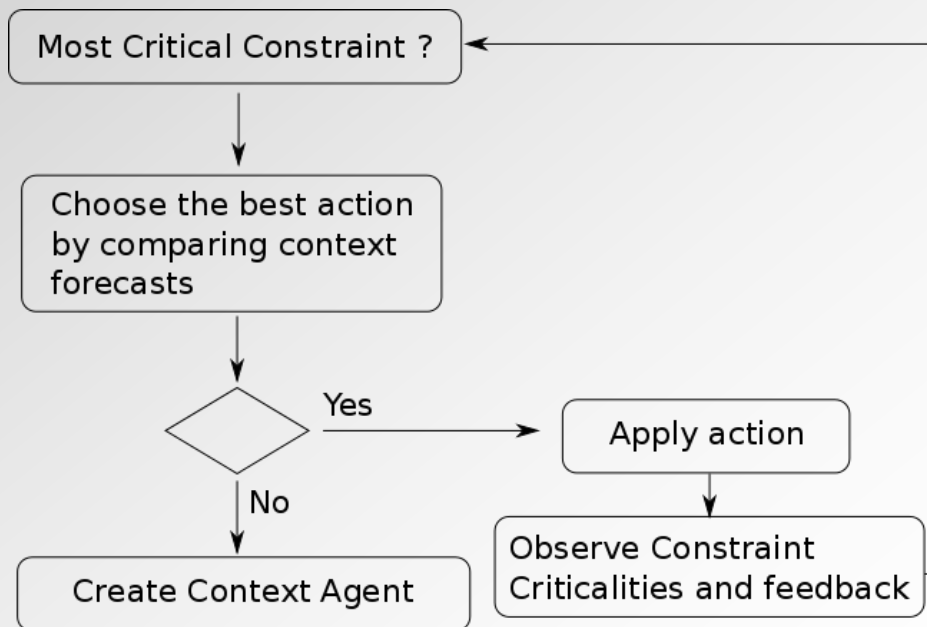 Most Critical Constraint ?
Choose the best action
by comparing context
forecasts
Yes
Apply action
No
Observe Constraint
Criticalities and feedback
Create Context Agent